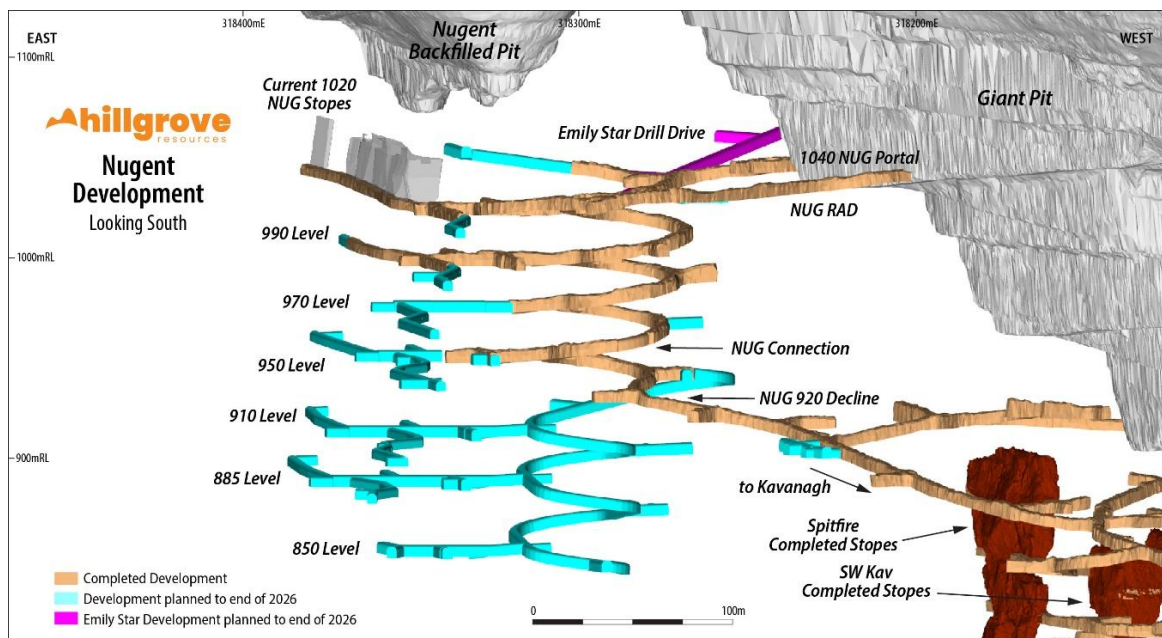 318400mE
318300mE
318200mE
EAST
WEST
1100mRL
Nugent
Backfilled Pit
Giant Pit
Current 1020
NUG Stopes
hillgrove
resources
Nugent
Development
Looking South
Emily Star Drill Drive
1040 NUG Portal
NUG RAD
990 Level
1000mRL
970 Level
950 Level
NUG Connection
NUG 920 Decline
910 Level
900mRL
885 Level
to Kavanagh
850 Level
Spitfire
Completed Stopes
SW Kav
Completed Stopes
Completed Development
Development planned to end of 2026
Emily Star Development planned to end of 2026
0
100m